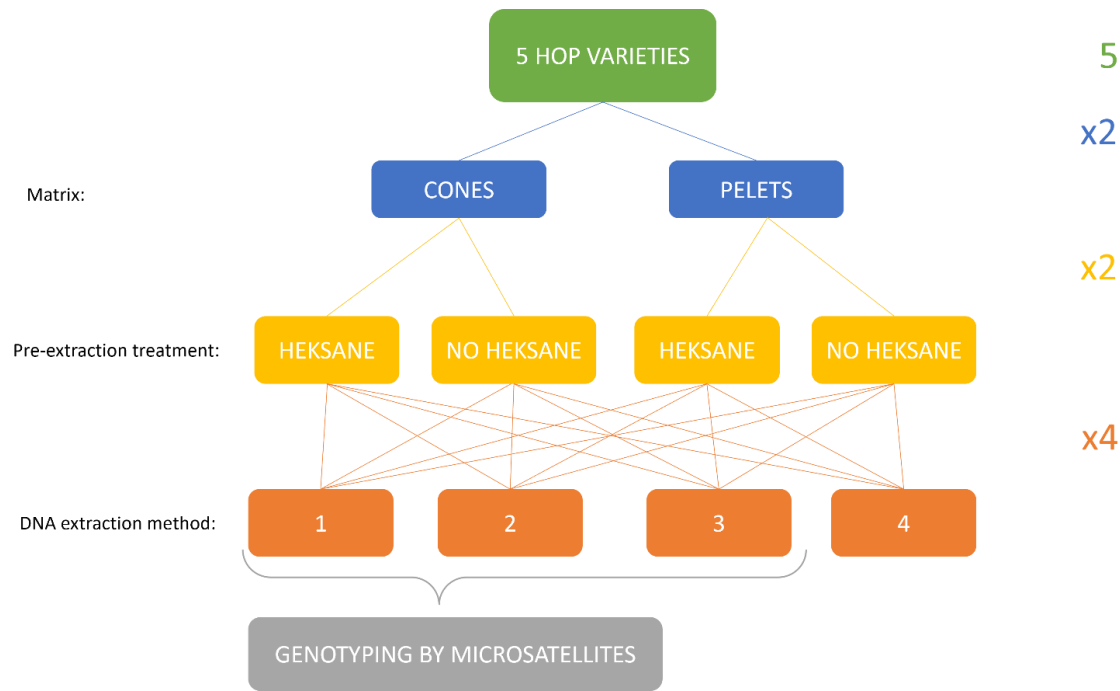 5 HOP VARIETIES
5
x2
Matrix:
CONES
PELETS
x2
Pre-extraction treatment:
HEKSANE
NO HEKSANE
HEKSANE
NO HEKSANE
x4
DNA extraction method:
1
2
3
4
GENOTYPING BY MICROSATELLITES